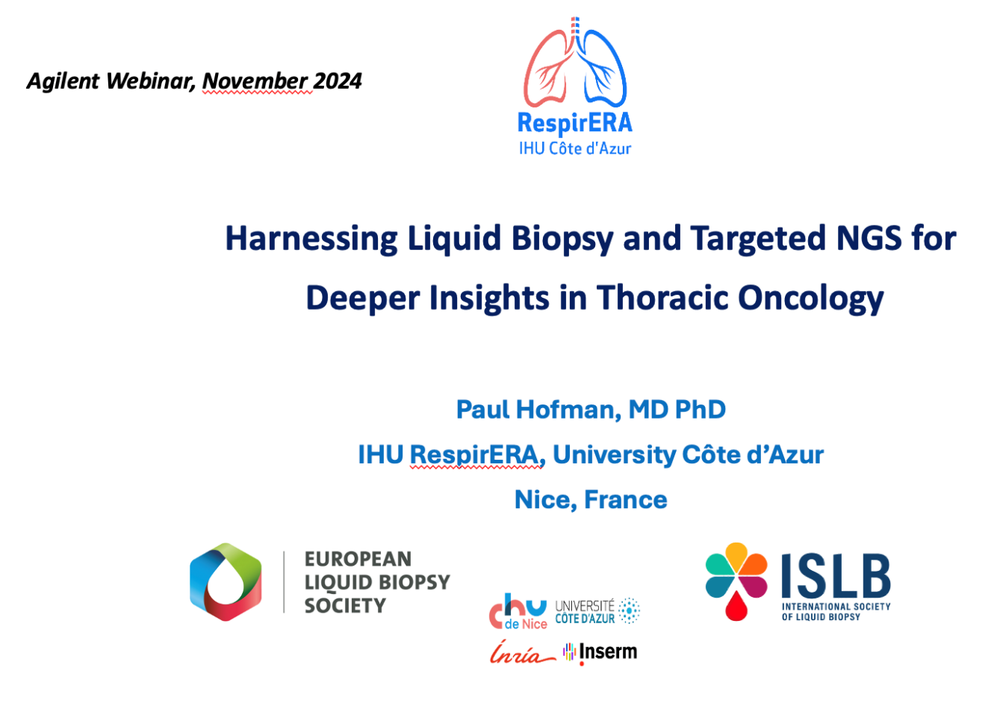 Agilent Webinar, November 2024
RespirERA
IHU Côte d'Azur
Harnessing Liquid Biopsy and Targeted NGS for
Deeper Insights in Thoracic Oncology
Paul Hofman, MD PhD
IHU RespirERA, University Côte d’Azur
Nice, France
EUROPEAN
LIQUID BIOPSY
SOCIETY
chu
de Nice
UNIVERSITÉ
CÔTE D'AZUR
Inría
Inserm
ISLB
INTERNATIONAL SOCIETY
OF LIQUID BIOPSY